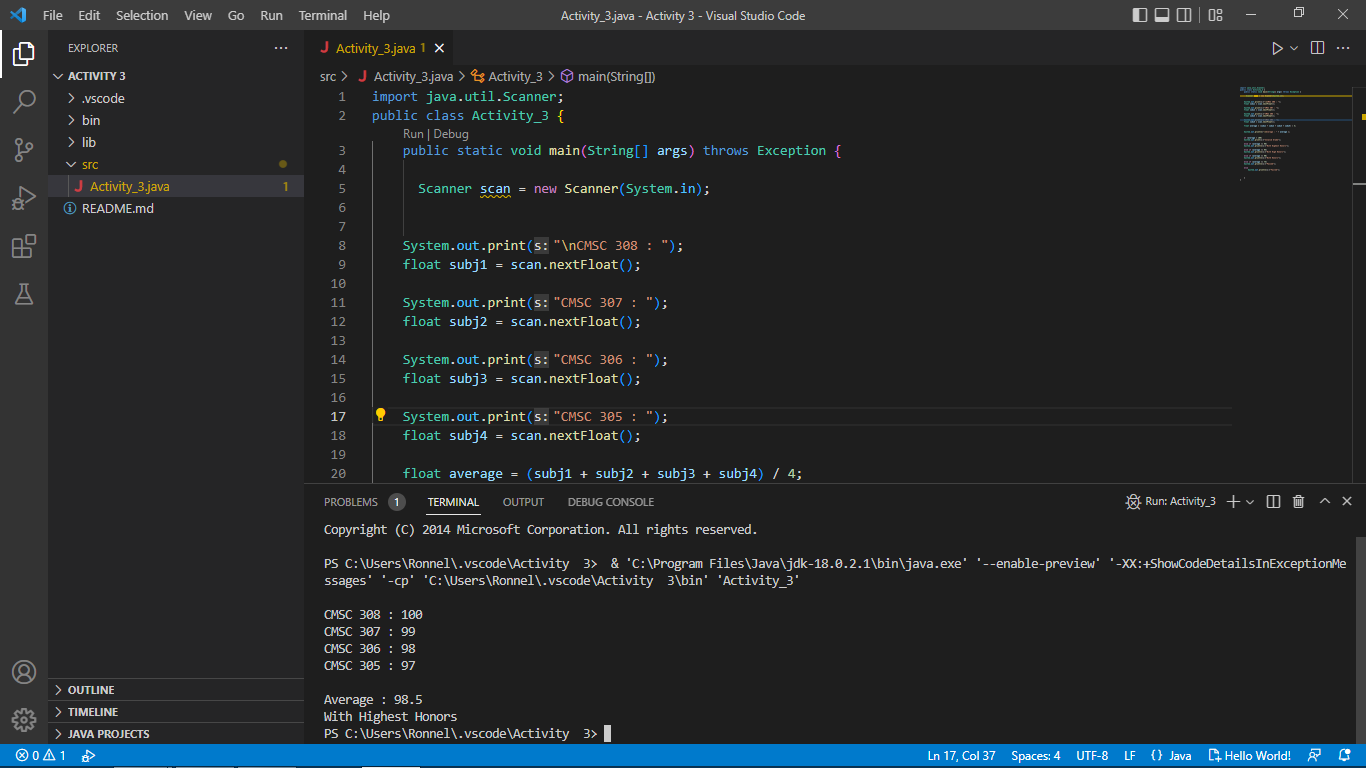 File Edit Selection View Go Run Terminal Help Activity_3.java - Activity 3 - Visual Studio Code
EXPLORER
ACTIVITY 3
.vscode
bin
lib
src
Activity_3.java 1
README.md
OUTLINE
TIMELINE
JAVA PROJECTS
Activity_3.java 1
src > Activity_3.java > Activity_3 > main(String[])
1 import java.util.Scanner;
2 public class Activity_3 {
Run | Debug
3 public static void main(String[] args) throws Exception {
4
5 Scanner scan = new Scanner(System.in);
6
7
8 System.out.print(s: "\nCMSC 308 : ");
9 float subj1 = scan.nextFloat();
10
11 System.out.print(s: "CMSC 307 : ");
12 float subj2 = scan.nextFloat();
13
14 System.out.print(s: "CMSC 306 : ");
15 float subj3 = scan.nextFloat();
16
17 System.out.print(s: "CMSC 305 : ");
18 float subj4 = scan.nextFloat();
19
20 float average = (subj1 + subj2 + subj3 + subj4) / 4;
PROBLEMS 1 TERMINAL OUTPUT DEBUG CONSOLE Run: Activity_3
Copyright (C) 2014 Microsoft Corporation. All rights reserved.
PS C:\Users\Ronnel\.vscode\Activity  3>  & 'C:\Program Files\Java\jdk-18.0.2.1\bin\java.exe' '--enable-preview' '-XX:+ShowCodeDetailsInExceptionMe
ssages' '-cp' 'C:\Users\Ronnel\.vscode\Activity  3\bin' 'Activity_3'
CMSC 308 : 100
CMSC 307 : 99
CMSC 306 : 98
CMSC 305 : 97
Average : 98.5
With Highest Honors
PS C:\Users\Ronnel\.vscode\Activity  3>
0 1 Ln 17, Col 37 Spaces: 4 UTF-8 LF {} Java Hello World!